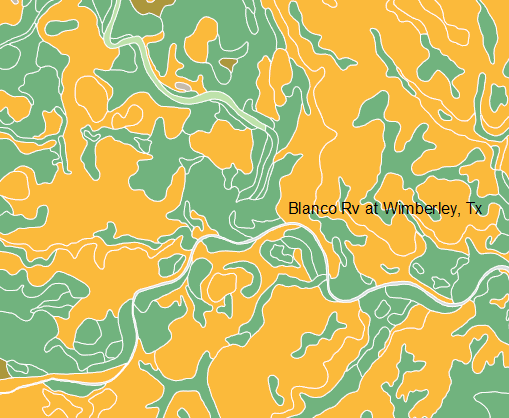 Blanco Rv at Wimberley, Tx